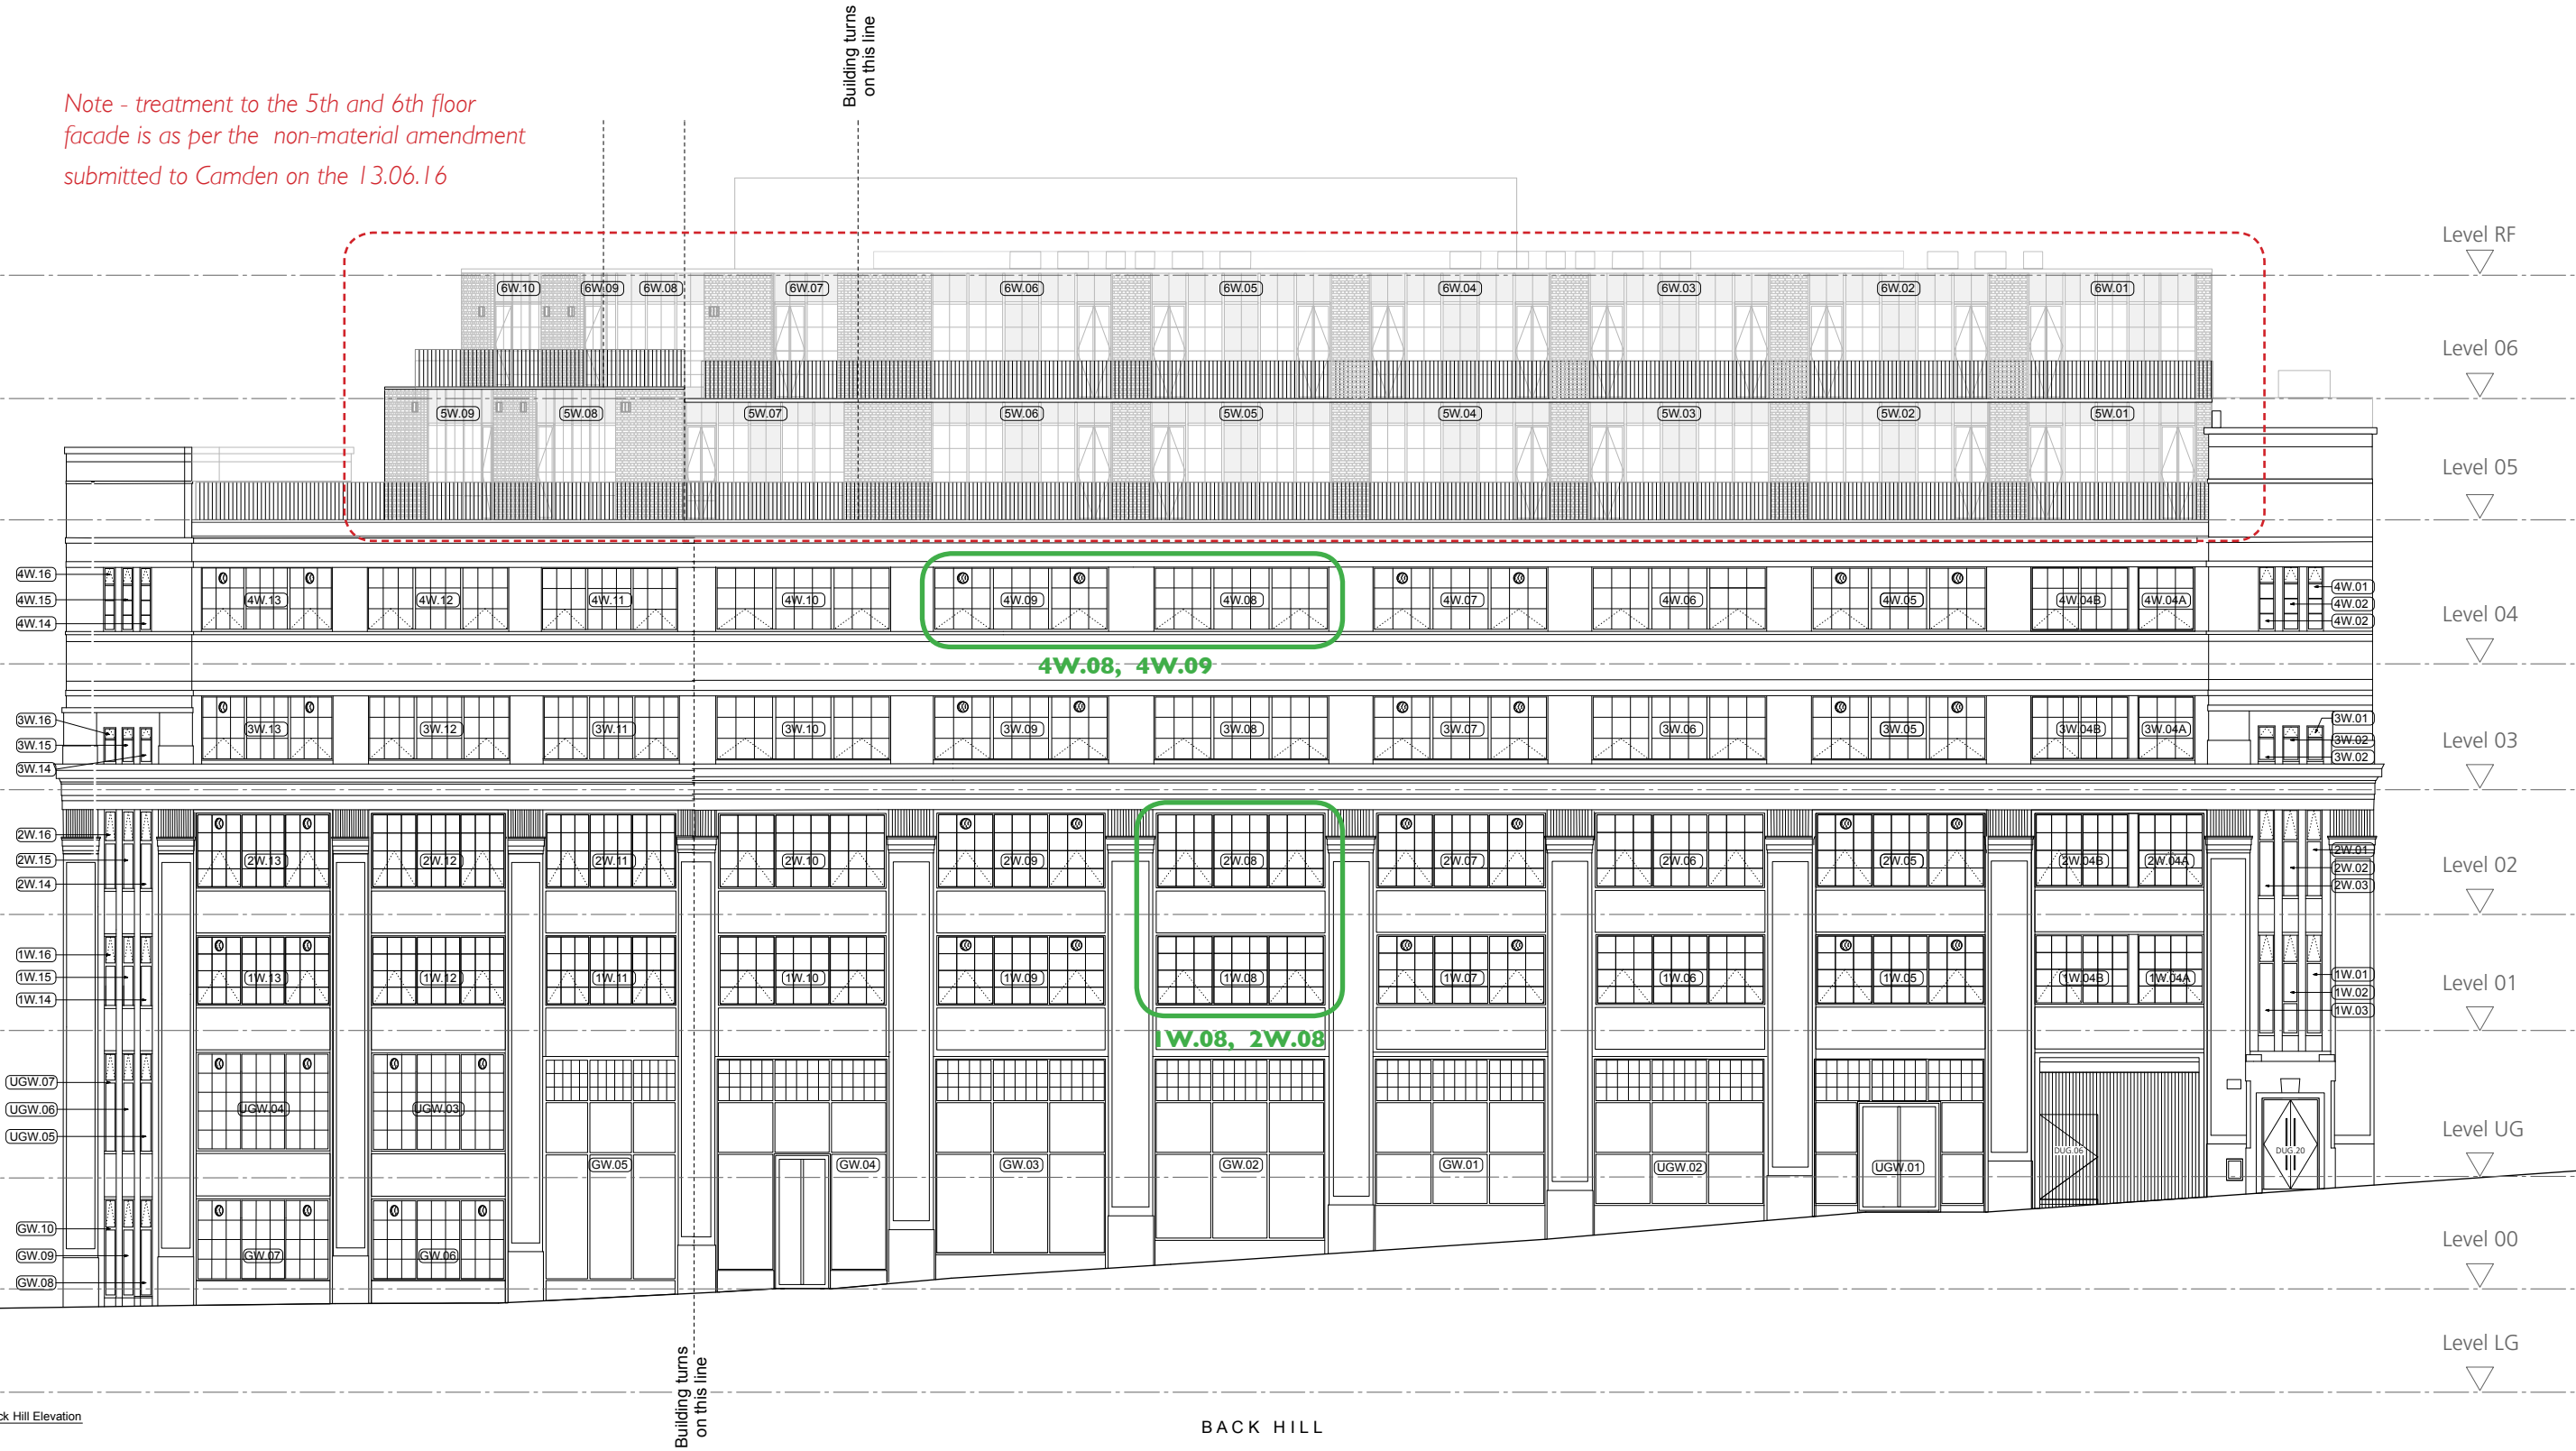 Building turns
on this line
Note - treatment to the 5th and 6th floor
facade is as per the non-material amendment
submitted to Camden on the 13.06.16
Level RF
6W.10 6W.09 6W.08 6W.07 6W.06 6W.05 6W.04 6W.03 6W.02 6W.01
Level 06
5W.09 5W.08 5W.07 5W.06 5W.05 5W.04 5W.03 5W.02 5W.01
Level 05
4W.16
4W.15
4W.14
4W.13 4W.12 4W.11 4W.10 4W.09 4W.08 4W.07 4W.06 4W.05 4W.04B 4W.04A
4W.01
4W.02
4W.02
Level 04
4W.08, 4W.09
3W.16
3W.15
3W.14
3W.13 3W.12 3W.11 3W.10 3W.09 3W.08 3W.07 3W.06 3W.05 3W.04B 3W.04A
3W.01
3W.02
3W.02
Level 03
2W.16
2W.15
2W.14
2W.13 2W.12 2W.11 2W.10 2W.09 2W.08 2W.07 2W.06 2W.05 2W.04B 2W.04A
2W.01
2W.02
2W.03
Level 02
1W.16
1W.15
1W.14
1W.13 1W.12 1W.11 1W.10 1W.09 1W.08 1W.07 1W.06 1W.05 1W.04B 1W.04A
1W.01
1W.02
1W.03
Level 01
1W.08, 2W.08
UGW.07
UGW.06
UGW.05
UGW.04 UGW.03
Level UG
GW.05 GW.04 GW.03 GW.02 GW.01 UGW.02 UGW.01 DUG.06 DUG.20
GW.10
GW.09
GW.08
GW.07 GW.06
Level 00
Level LG
Building turns
on this line
ck Hill Elevation
BACK HILL